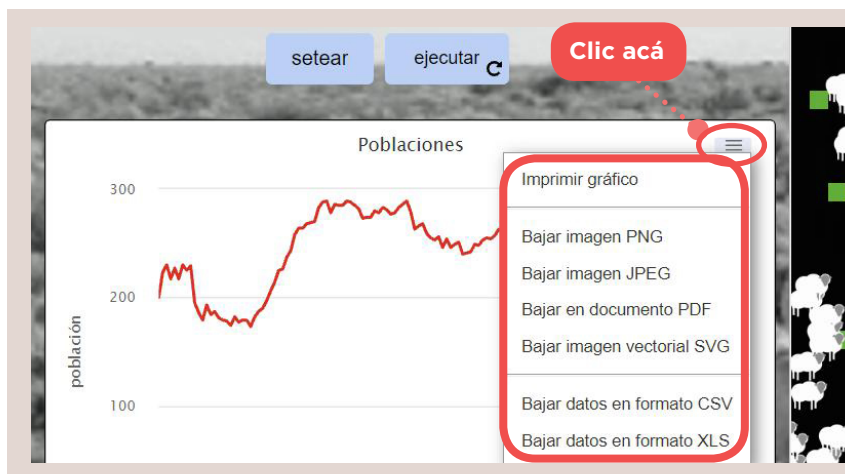 setear
ejecutar
Clic acá
Poblaciones
Imprimir gráfico
Bajar imagen PNG
Bajar imagen JPEG
Bajar en documento PDF
Bajar imagen vectorial SVG
Bajar datos en formato CSV
Bajar datos en formato XLS
300
200
100
población